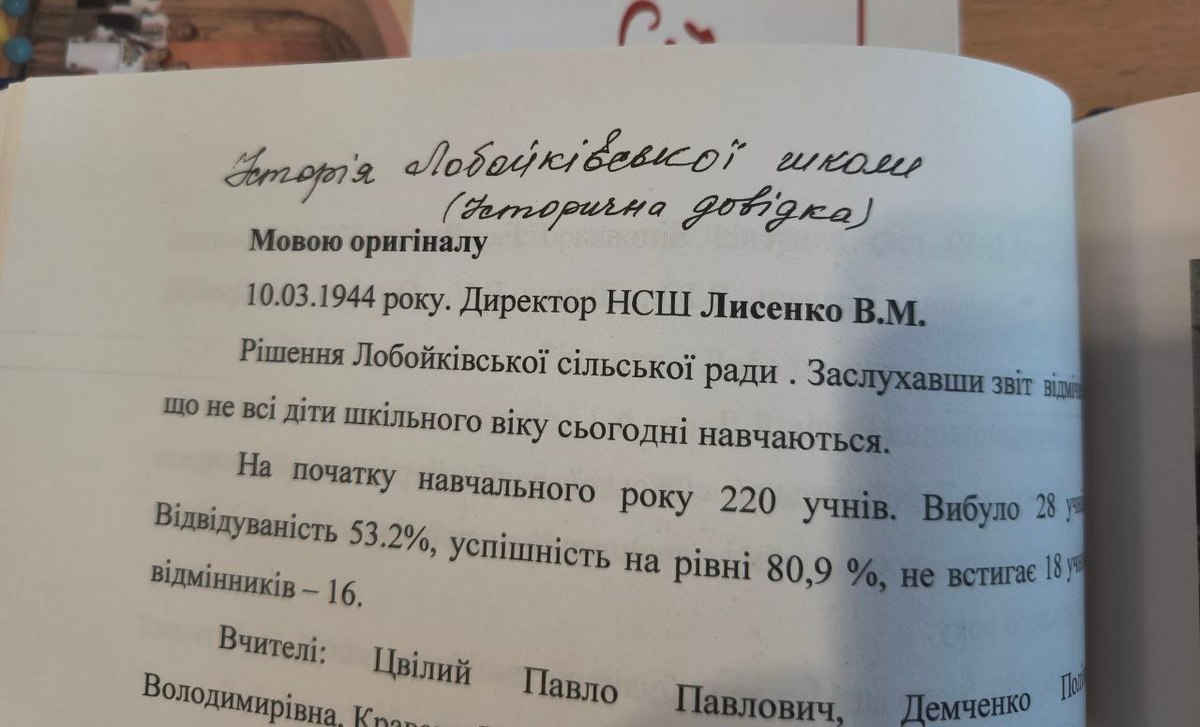 Історія Лобойківської школи
(Історична довідка)
Мовою оригіналу
10.03.1944 року. Директор НСШ Лисенко В.М.
Рішення Лобойківської сільської ради . Заслухавши звіт
що не всі діти шкільного віку сьогодні навчаються.
На початку навчального року 220 учнів. Вибуло 28
Відвідуваність 53.2%, успішність на рівні 80,9 %, не встигає 18
відмінників – 16.
Вчителі: Цвілий Павло Павлович, Демченко
Володимирівна,